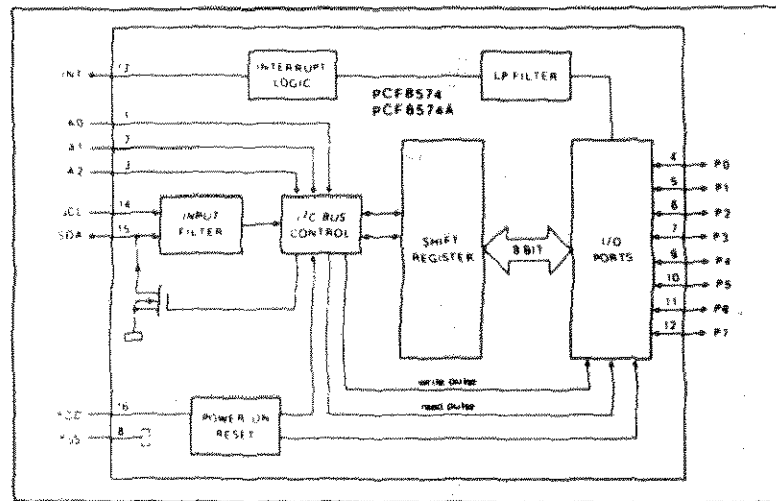 INT
13
INTERRUPT
LOGIC
LP FILTER
PCF8574
PCF8574A
A0
1
A1
2
A2
3
SCL
14
SDA
15
INPUT
FILTER
I²C BUS
CONTROL
SHIFT
REGISTER
8 BIT
I/O
PORTS
4
P0
5
P1
6
P2
7
P3
9
P4
10
P5
11
P6
12
P7
write pulse
read pulse
VDD
16
VSS
8
POWER ON
RESET